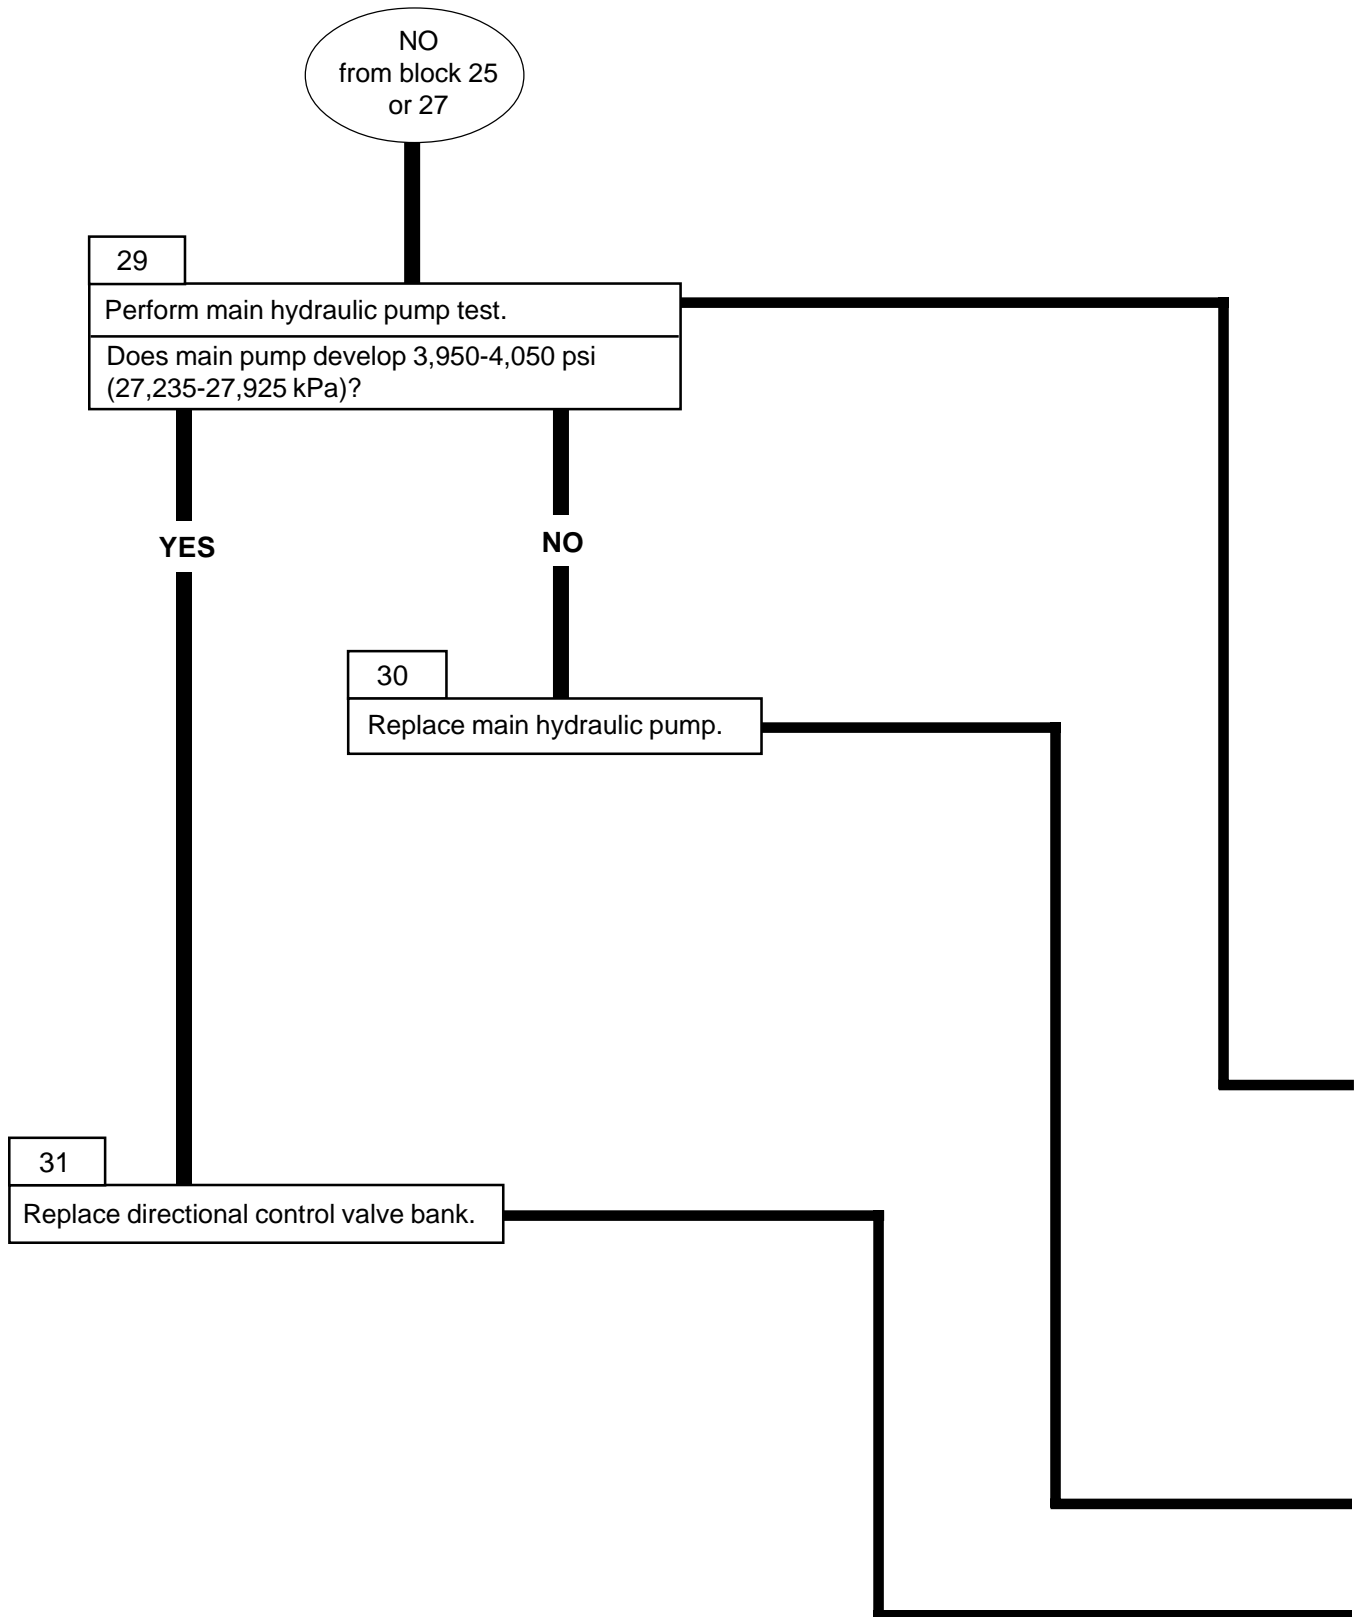 NO
from block 25
or 27
29
Perform main hydraulic pump test.
Does main pump develop 3,950-4,050 psi
(27,235-27,925 kPa)?
YES
NO
30
Replace main hydraulic pump.
31
Replace directional control valve bank.